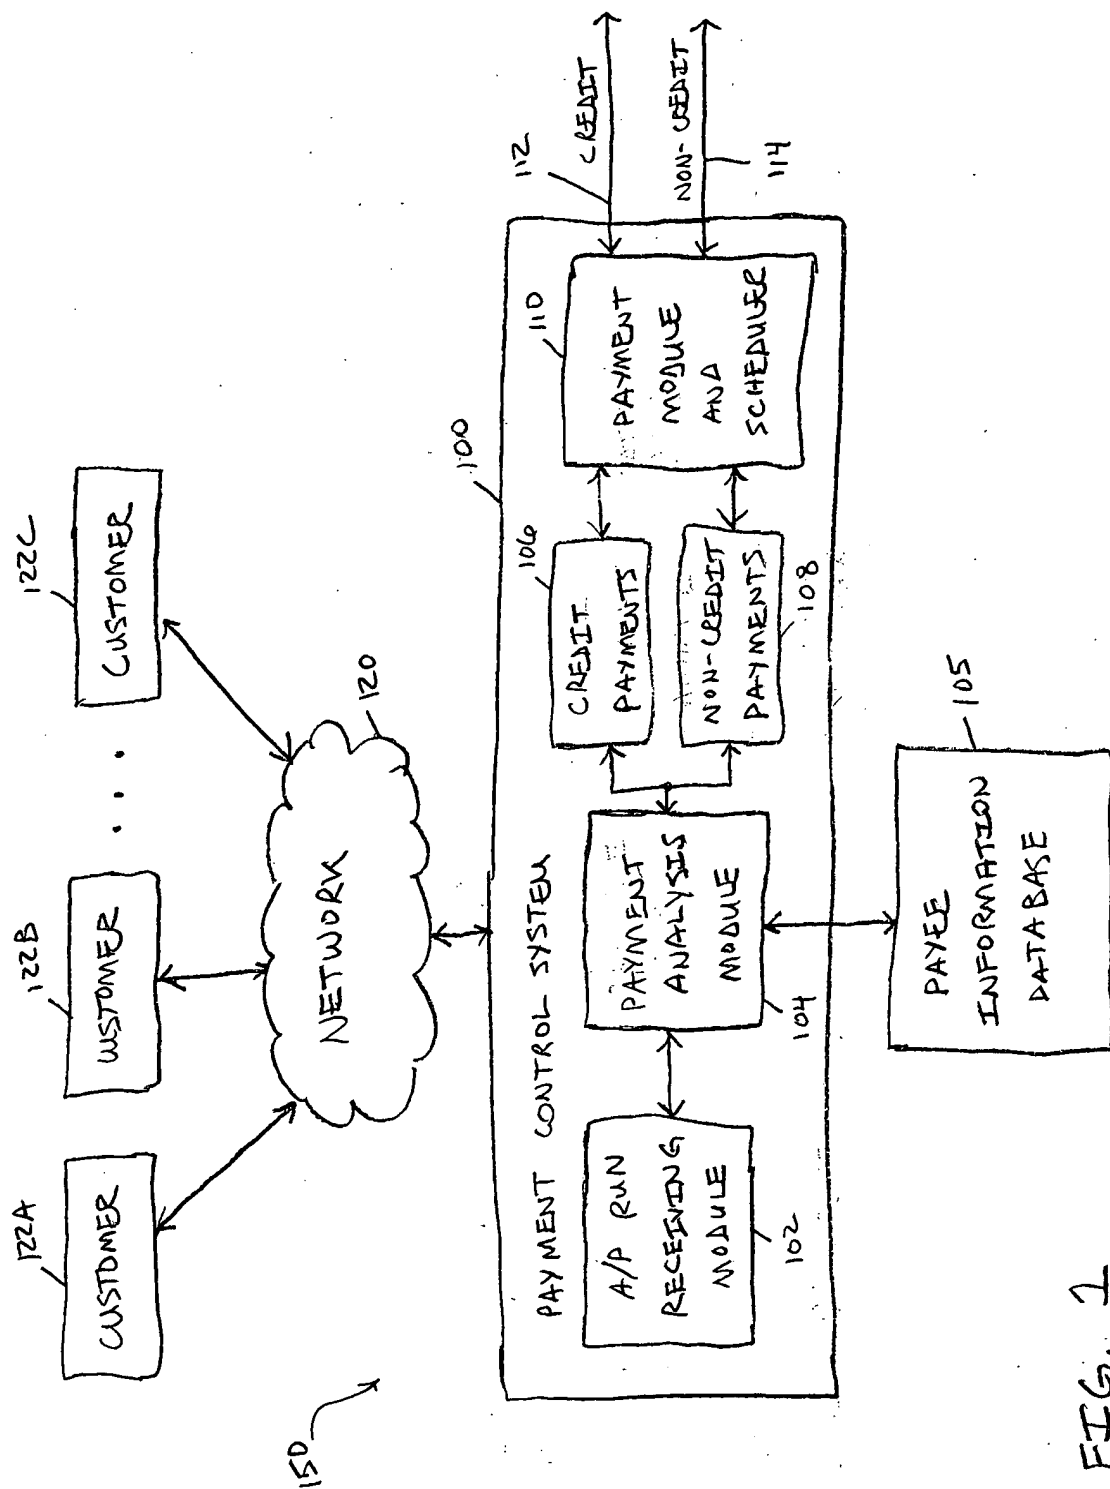 122A
CUSTOMER
122B
CUSTOMER
122C
CUSTOMER
150
NETWORK
120
100
PAYMENT CONTROL SYSTEM
A/P RUN
RECEIVING
MODULE
102
PAYMENT
ANALYSIS
MODULE
104
106
CREDIT
PAYMENTS
NON-CREDIT
PAYMENTS
108
110
PAYMENT
MODULE
AND
SCHEDULER
112
CREDIT
NON-CREDIT
114
105
PAYEE
INFORMATION
DATABASE
FIG. 1